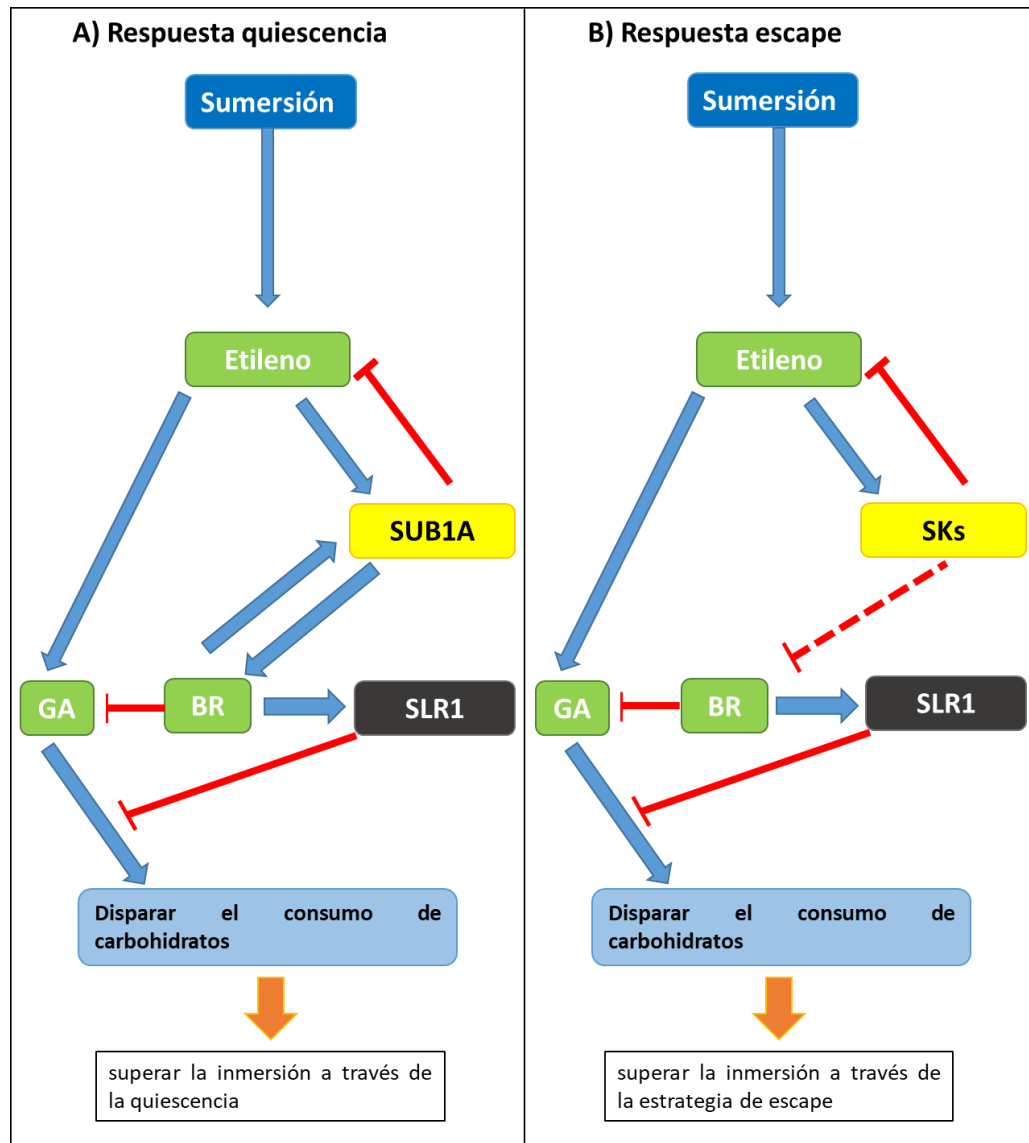 A) Respuesta quiescencia
Sumersión
Etileno
SUB1A
GA
BR
SLR1
Disparar el consumo de
carbohidratos
superar la inmersión a través de
la quiescencia
B) Respuesta escape
Sumersión
Etileno
SKs
GA
BR
SLR1
Disparar el consumo de
carbohidratos
superar la inmersión a través de
la estrategia de escape